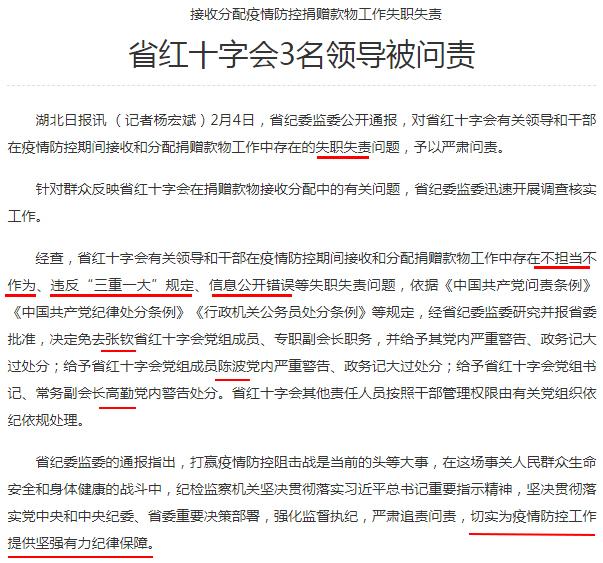 接收分配疫情防控捐赠款物工作失职失责
省红十字会3名领导被问责
湖北日报讯 （记者杨宏斌）2月4日，省纪委监委公开通报，对省红十字会有关领导和干部
在疫情防控期间接收和分配捐赠款物工作中存在的失职失责问题，予以严肃问责。
针对群众反映省红十字会在捐赠款物接收分配中的有关问题，省纪委监委迅速开展调查核实
工作。
经查，省红十字会有关领导和干部在疫情防控期间接收和分配捐赠款物工作中存在不担当不
作为、违反“三重一大”规定、信息公开错误等失职失责问题，依据《中国共产党问责条例》
《中国共产党纪律处分条例》《行政机关公务员处分条例》等规定，经省纪委监委研究并报省委
批准，决定免去张钦省红十字会党组成员、专职副会长职务，并给予其党内严重警告、政务记大
过处分；给予省红十字会党组成员陈波党内严重警告、政务记大过处分；给予省红十字会党组书
记、常务副会长高勤党内警告处分。省红十字会其他责任人员按照干部管理权限由有关党组织依
纪依规处理。
省纪委监委的通报指出，打赢疫情防控阻击战是当前的头等大事，在这场事关人民群众生命
安全和身体健康的战斗中，纪检监察机关坚决贯彻落实习近平总书记重要指示精神，坚决贯彻落
实党中央和中央纪委、省委重要决策部署，强化监督执纪，严肃追责问责，切实为疫情防控工作
提供坚强有力纪律保障。